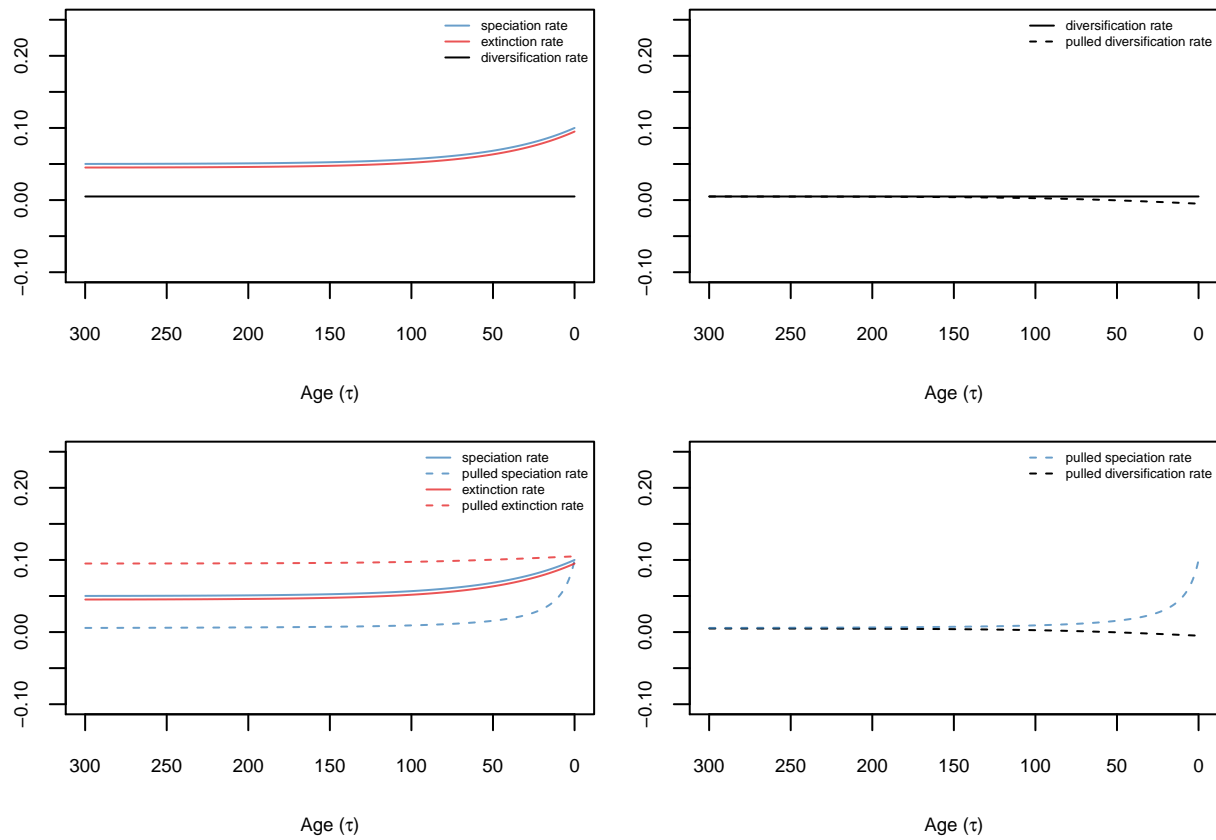 speciation rate
extinction rate
diversification rate
0.20
0.10
0.00
−0.10
300 250 200 150 100 50 0
Age (τ)
diversification rate
pulled diversification rate
0.20
0.10
0.00
−0.10
300 250 200 150 100 50 0
Age (τ)
speciation rate
pulled speciation rate
extinction rate
pulled extinction rate
0.20
0.10
0.00
−0.10
300 250 200 150 100 50 0
Age (τ)
pulled speciation rate
pulled diversification rate
0.20
0.10
0.00
−0.10
300 250 200 150 100 50 0
Age (τ)